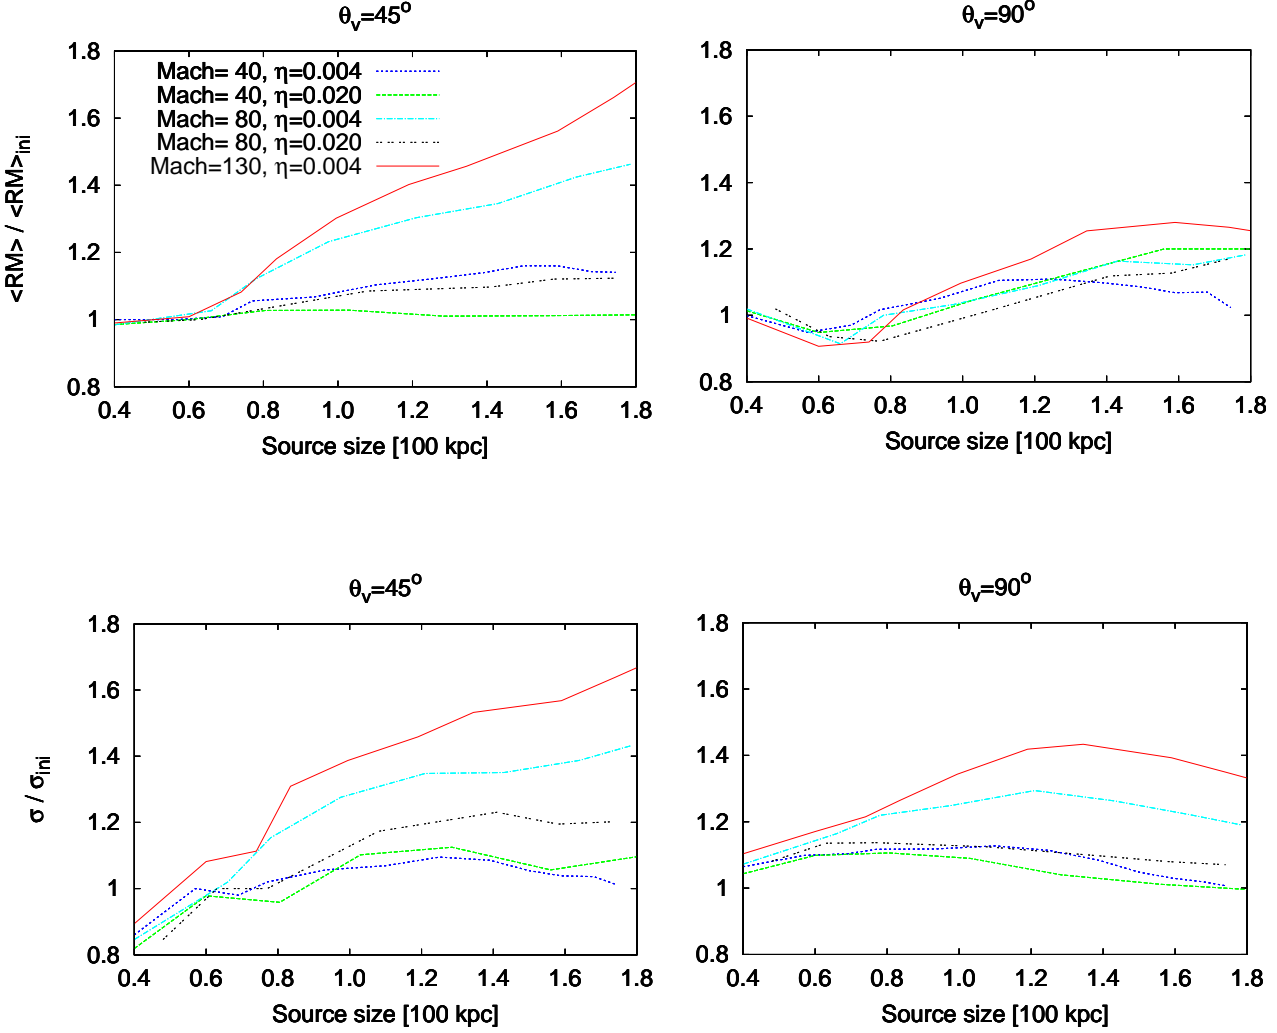 θv=45o
1.8
1.6
1.4
1.2
1
0.8
0.4 0.6 0.8 1.0 1.2 1.4 1.6 1.8
<RM> / <RM>ini
Source size [100 kpc]
Mach= 40, η=0.004
Mach= 40, η=0.020
Mach= 80, η=0.004
Mach= 80, η=0.020
Mach=130, η=0.004
θv=90o
1.8
1.6
1.4
1.2
1
0.8
0.4 0.6 0.8 1.0 1.2 1.4 1.6 1.8
Source size [100 kpc]
θv=45o
1.8
1.6
1.4
1.2
1
0.8
0.4 0.6 0.8 1.0 1.2 1.4 1.6 1.8
σ / σini
Source size [100 kpc]
θv=90o
1.8
1.6
1.4
1.2
1
0.8
0.4 0.6 0.8 1.0 1.2 1.4 1.6 1.8
Source size [100 kpc]